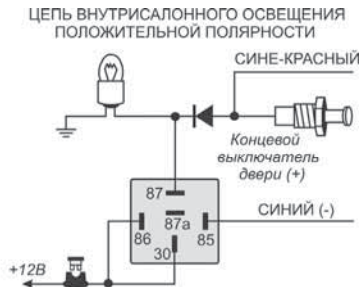 ЦЕПЬ ВНУТРИСАЛОННОГО ОСВЕЩЕНИЯ
ПОЛОЖИТЕЛЬНОЙ ПОЛЯРНОСТИ
СИНЕ-КРАСНЫЙ
Концевой
выключатель
двери (+)
87
87a
86
85
30
СИНИЙ (-)
+12В